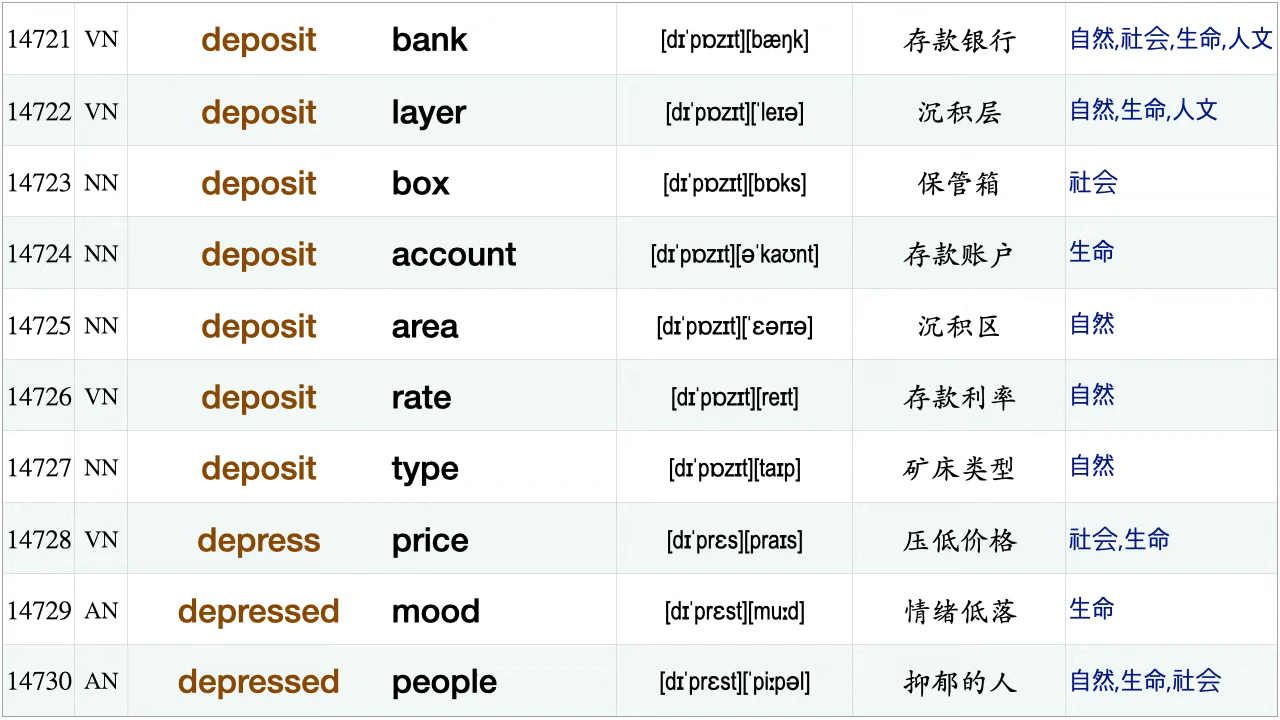 14721 VN deposit bank [dɪˈpɒzɪt][bæŋk] 存款银行 自然,社会,生命,人文
14722 VN deposit layer [dɪˈpɒzɪt][ˈleɪə] 沉积层 自然,生命,人文
14723 NN deposit box [dɪˈpɒzɪt][bɒks] 保管箱 社会
14724 NN deposit account [dɪˈpɒzɪt][əˈkaʊnt] 存款账户 生命
14725 NN deposit area [dɪˈpɒzɪt][ˈɛərɪə] 沉积区 自然
14726 VN deposit rate [dɪˈpɒzɪt][reɪt] 存款利率 自然
14727 NN deposit type [dɪˈpɒzɪt][taɪp] 矿床类型 自然
14728 VN depress price [dɪˈprɛs][praɪs] 压低价格 社会,生命
14729 AN depressed mood [dɪˈprɛst][muːd] 情绪低落 生命
14730 AN depressed people [dɪˈprɛst][ˈpiːpəl] 抑郁的人 自然,生命,社会